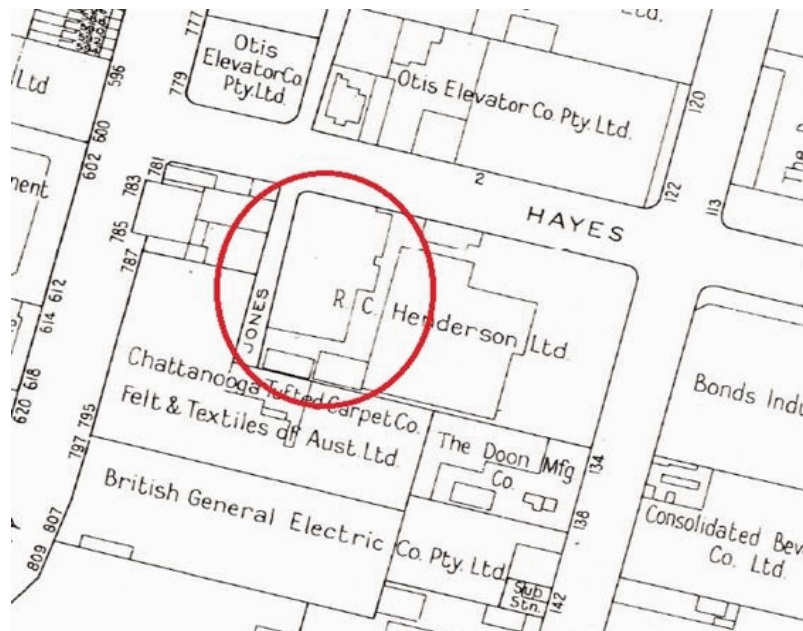 Ltd.
777
Otis
Elevator Co.
Pty. Ltd.
779
Ltd
596
600
602
Otis Elevator Co. Pty. Ltd.
120
122
113
The
2
HAYES
781
783
785
787
ment
612
614
618
620
JONES
R. C. Henderson Ltd.
Chattanooga Tufted Carpet Co.
Felt & Textiles of Aust. Ltd.
795
797
Bonds Indu
The Doon Mfg
Co.
134
138
British General Electric Co. Pty. Ltd.
807
809
Consolidated Bev
Co. Ltd.
Sub
Stn.
142